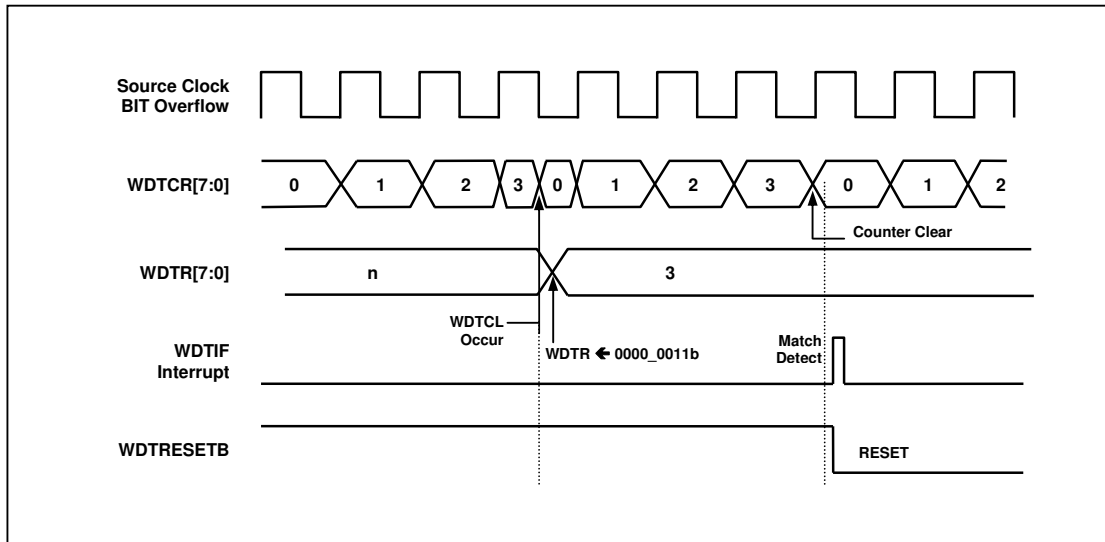 Source Clock
BIT Overflow
WDTCR[7:0]
0 1 2 3 0 1 2 3 0 1 2
Counter Clear
WDTR[7:0]
n 3
WDTCL
Occur
WDTR 🡸 0000_0011b
Match
Detect
WDTIF
Interrupt
WDTRESETB
RESET